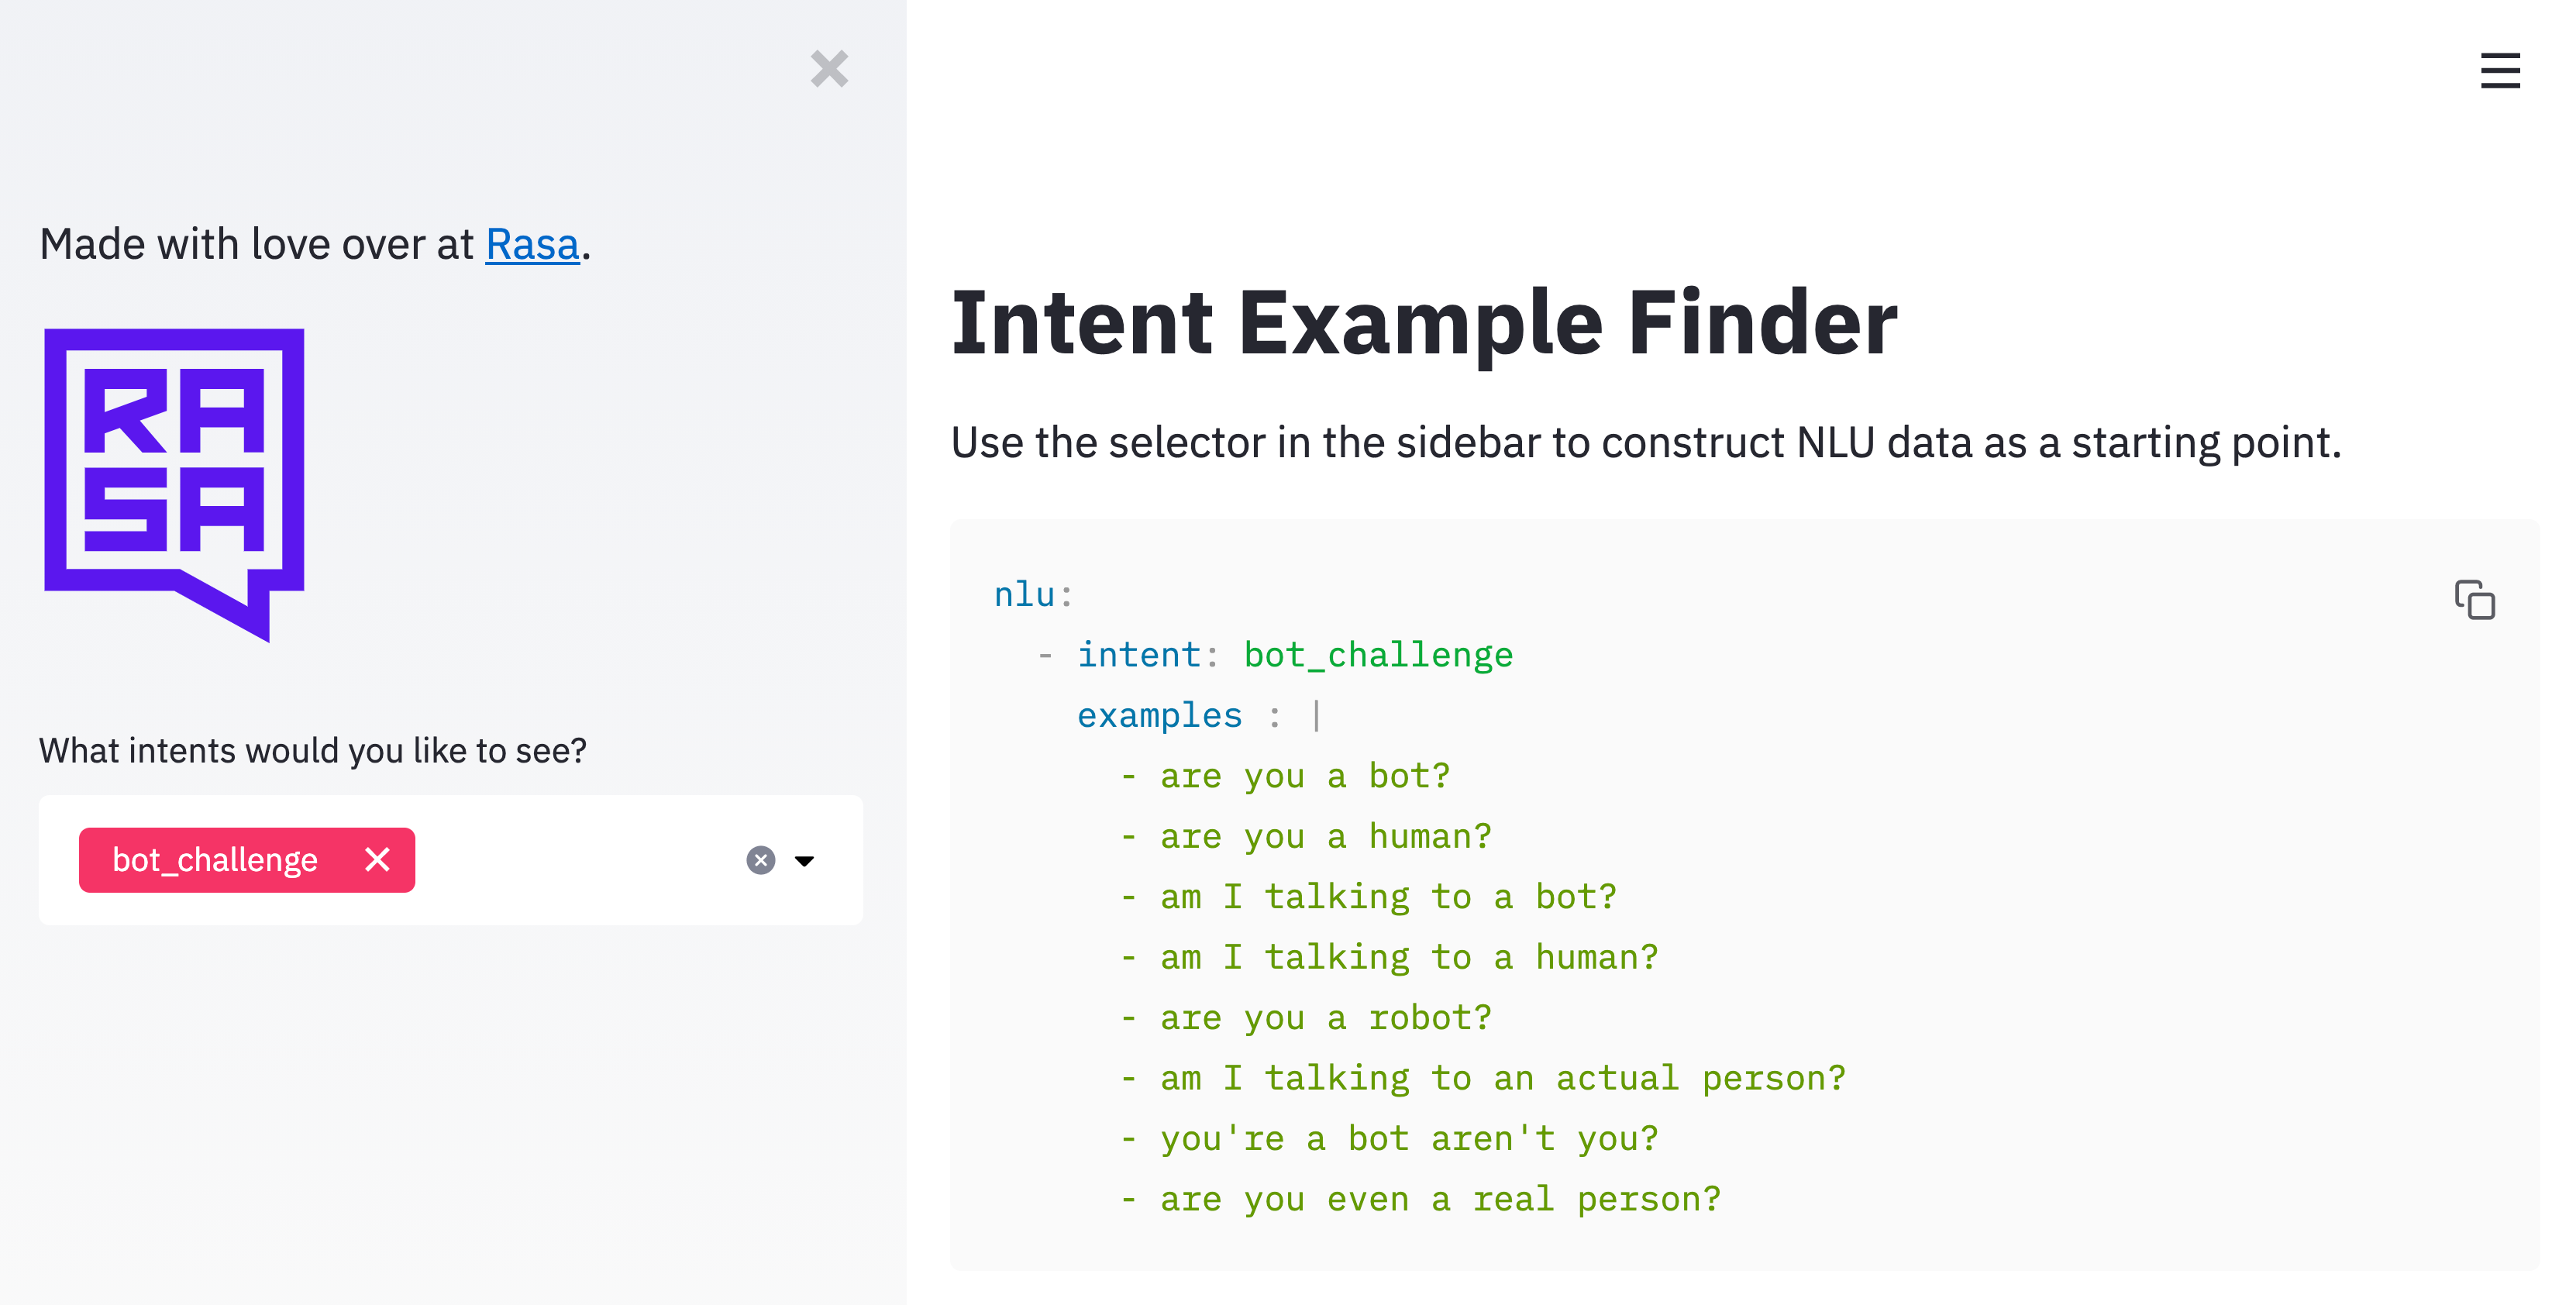 Made with love over at Rasa.
RA
SA
What intents would you like to see?
bot_challenge
Intent Example Finder
Use the selector in the sidebar to construct NLU data as a starting point.
nlu:
  - intent: bot_challenge
    examples : |
      - are you a bot?
      - are you a human?
      - am I talking to a bot?
      - am I talking to a human?
      - are you a robot?
      - am I talking to an actual person?
      - you're a bot aren't you?
      - are you even a real person?